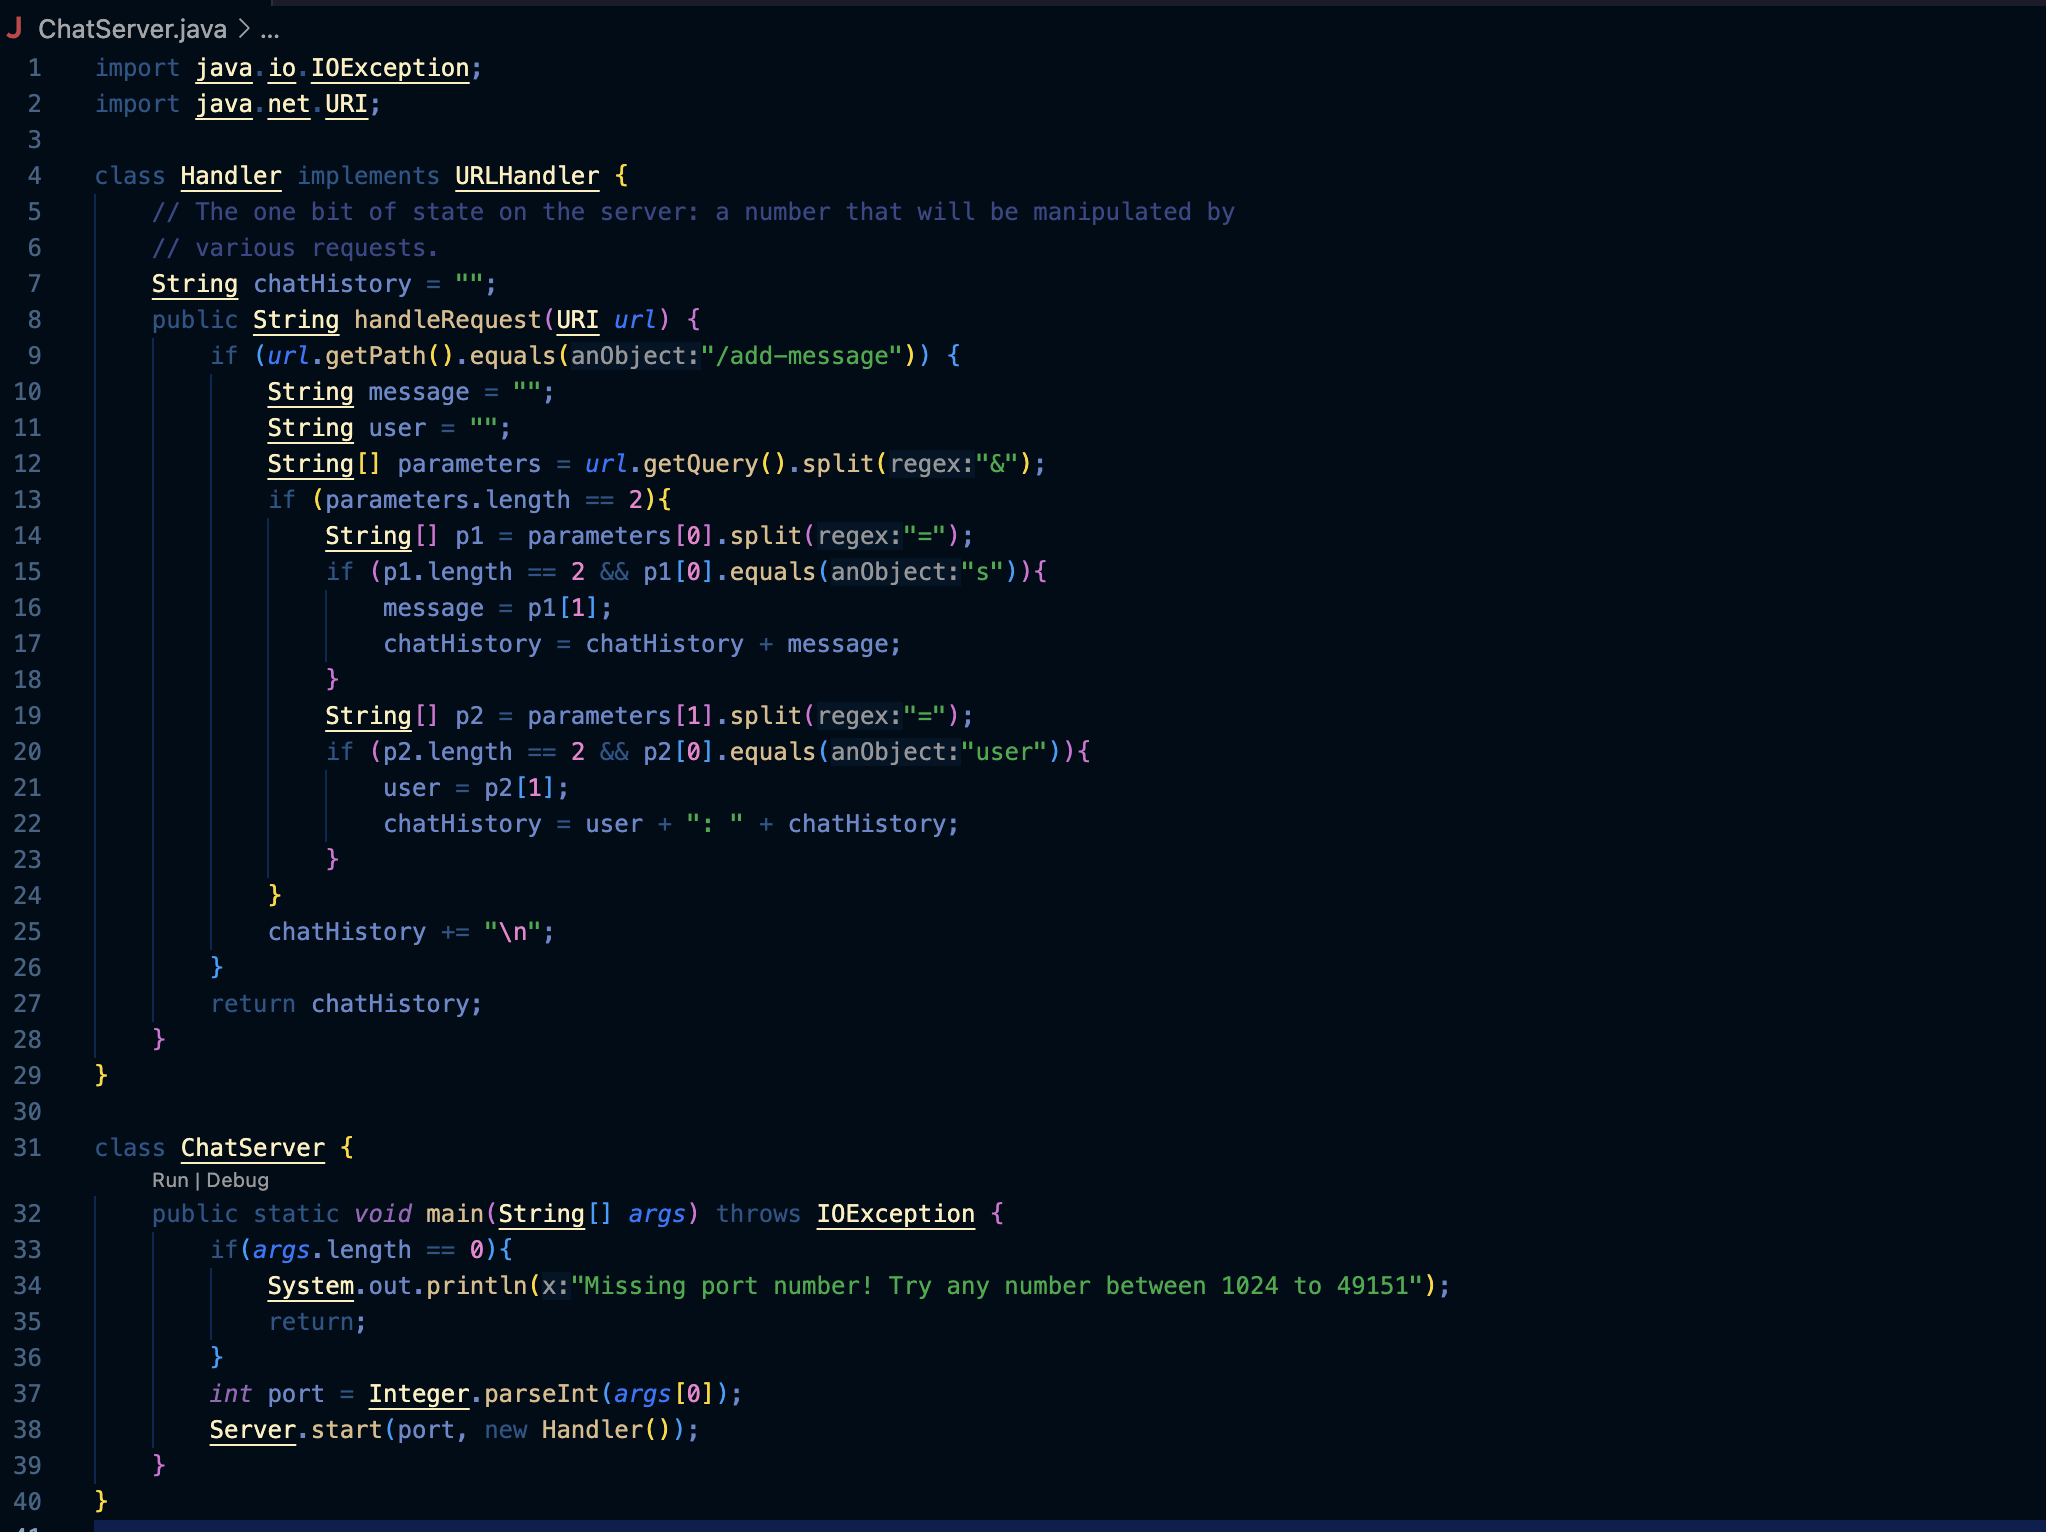 J ChatServer.java > ...
1 import java.io.IOException;
2 import java.net.URI;
3
4 class Handler implements URLHandler {
5     // The one bit of state on the server: a number that will be manipulated by
6     // various requests.
7     String chatHistory = "";
8     public String handleRequest(URI url) {
9         if (url.getPath().equals(anObject:"/add-message")) {
10             String message = "";
11             String user = "";
12             String[] parameters = url.getQuery().split(regex:"&");
13             if (parameters.length == 2){
14                 String[] p1 = parameters[0].split(regex:"=");
15                 if (p1.length == 2 && p1[0].equals(anObject:"s")){
16                     message = p1[1];
17                     chatHistory = chatHistory + message;
18                 }
19                 String[] p2 = parameters[1].split(regex:"=");
20                 if (p2.length == 2 && p2[0].equals(anObject:"user")){
21                     user = p2[1];
22                     chatHistory = user + ": " + chatHistory;
23                 }
24             }
25             chatHistory += "\n";
26         }
27         return chatHistory;
28     }
29 }
30
31 class ChatServer {
Run | Debug
32     public static void main(String[] args) throws IOException {
33         if(args.length == 0){
34             System.out.println(x:"Missing port number! Try any number between 1024 to 49151");
35             return;
36         }
37         int port = Integer.parseInt(args[0]);
38         Server.start(port, new Handler());
39     }
40 }